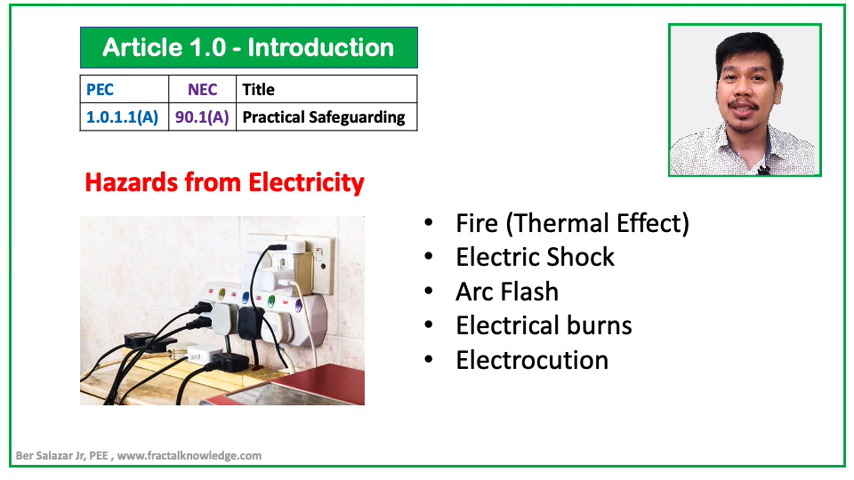 Article 1.0 - Introduction
PEC NEC Title
1.0.1.1(A) 90.1(A) Practical Safeguarding
Hazards from Electricity
• Fire (Thermal Effect)
• Electric Shock
• Arc Flash
• Electrical burns
• Electrocution
Ber Salazar Jr, PEE , www.fractalknowledge.com